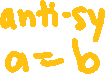 anti-sy
a = b